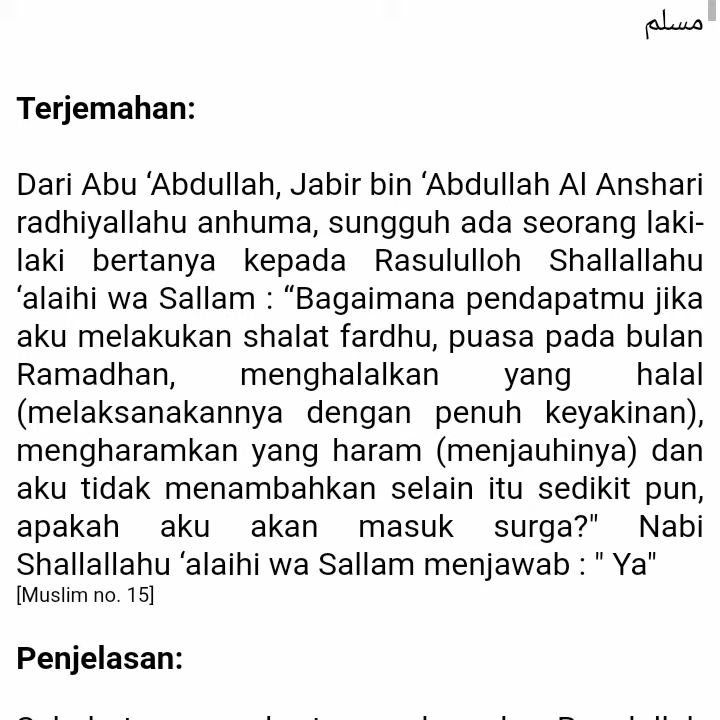 مسلم
Terjemahan:
Dari Abu ‘Abdullah, Jabir bin ‘Abdullah Al Anshari
radhiyallahu anhuma, sungguh ada seorang laki-
laki bertanya kepada Rasululloh Shallallahu
‘alaihi wa Sallam : “Bagaimana pendapatmu jika
aku melakukan shalat fardhu, puasa pada bulan
Ramadhan, menghalalkan yang halal
(melaksanakannya dengan penuh keyakinan),
mengharamkan yang haram (menjauhinya) dan
aku tidak menambahkan selain itu sedikit pun,
apakah aku akan masuk surga?" Nabi
Shallallahu ‘alaihi wa Sallam menjawab : " Ya"
[Muslim no. 15]
Penjelasan: